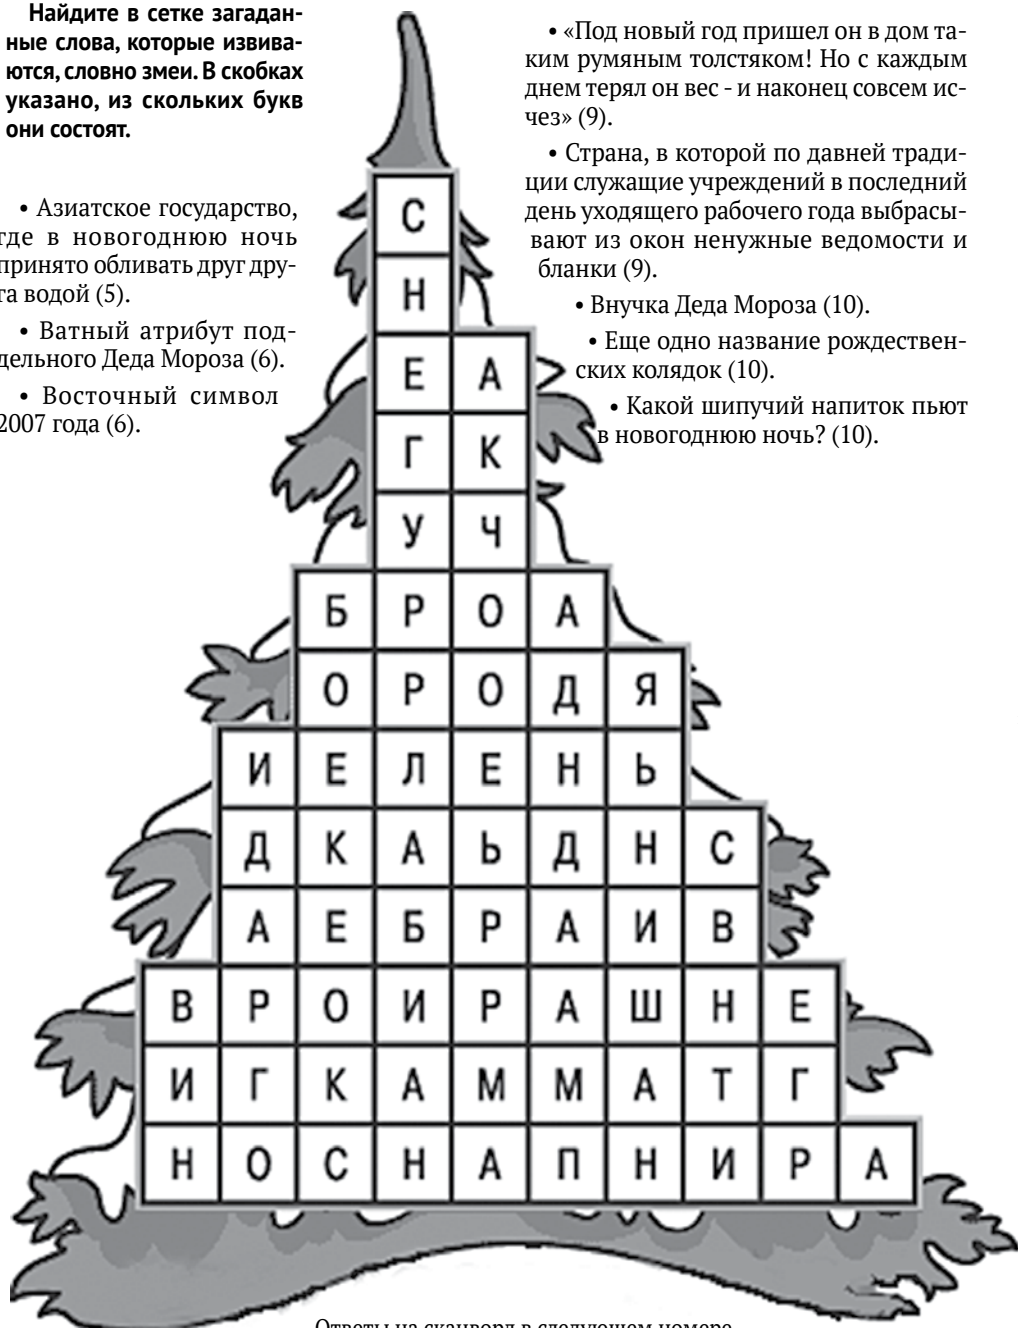 Найдите в сетке загадан-
ные слова, которые извива-
ются, словно змеи. В скобках
указано, из скольких букв
они состоят.
• Азиатское государство,
где в новогоднюю ночь
принято обливать друг дру-
га водой (5).
• Ватный атрибут под-
дельного Деда Мороза (6).
• Восточный символ
2007 года (6).
• «Под новый год пришел он в дом та-
ким румяным толстяком! Но с каждым
днем терял он вес - и наконец совсем ис-
чез» (9).
• Страна, в которой по давней тради-
ции служащие учреждений в последний
день уходящего рабочего года выбрасы-
вают из окон ненужные ведомости и
бланки (9).
• Внучка Деда Мороза (10).
• Еще одно название рождествен-
ских колядок (10).
• Какой шипучий напиток пьют
в новогоднюю ночь? (10).
С
Н
Е А
Г К
У Ч
Б Р О А
О Р О Д Я
И Е Л Е Н Ь
Д К А Ь Д Н С
А Е Б Р А И В
В Р О И Р А Ш Н Е
И Г К А М М А Т Г
Н О С Н А П Н И Р А
Ответы на сканворд в следующем номере